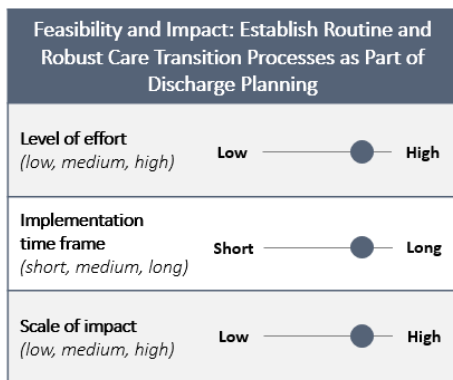 Feasibility and Impact: Establish Routine and
Robust Care Transition Processes as Part of
Discharge Planning
Level of effort
(low, medium, high)
Low
High
Implementation
time frame
(short, medium, long)
Short
Long
Scale of impact
(low, medium, high)
Low
High